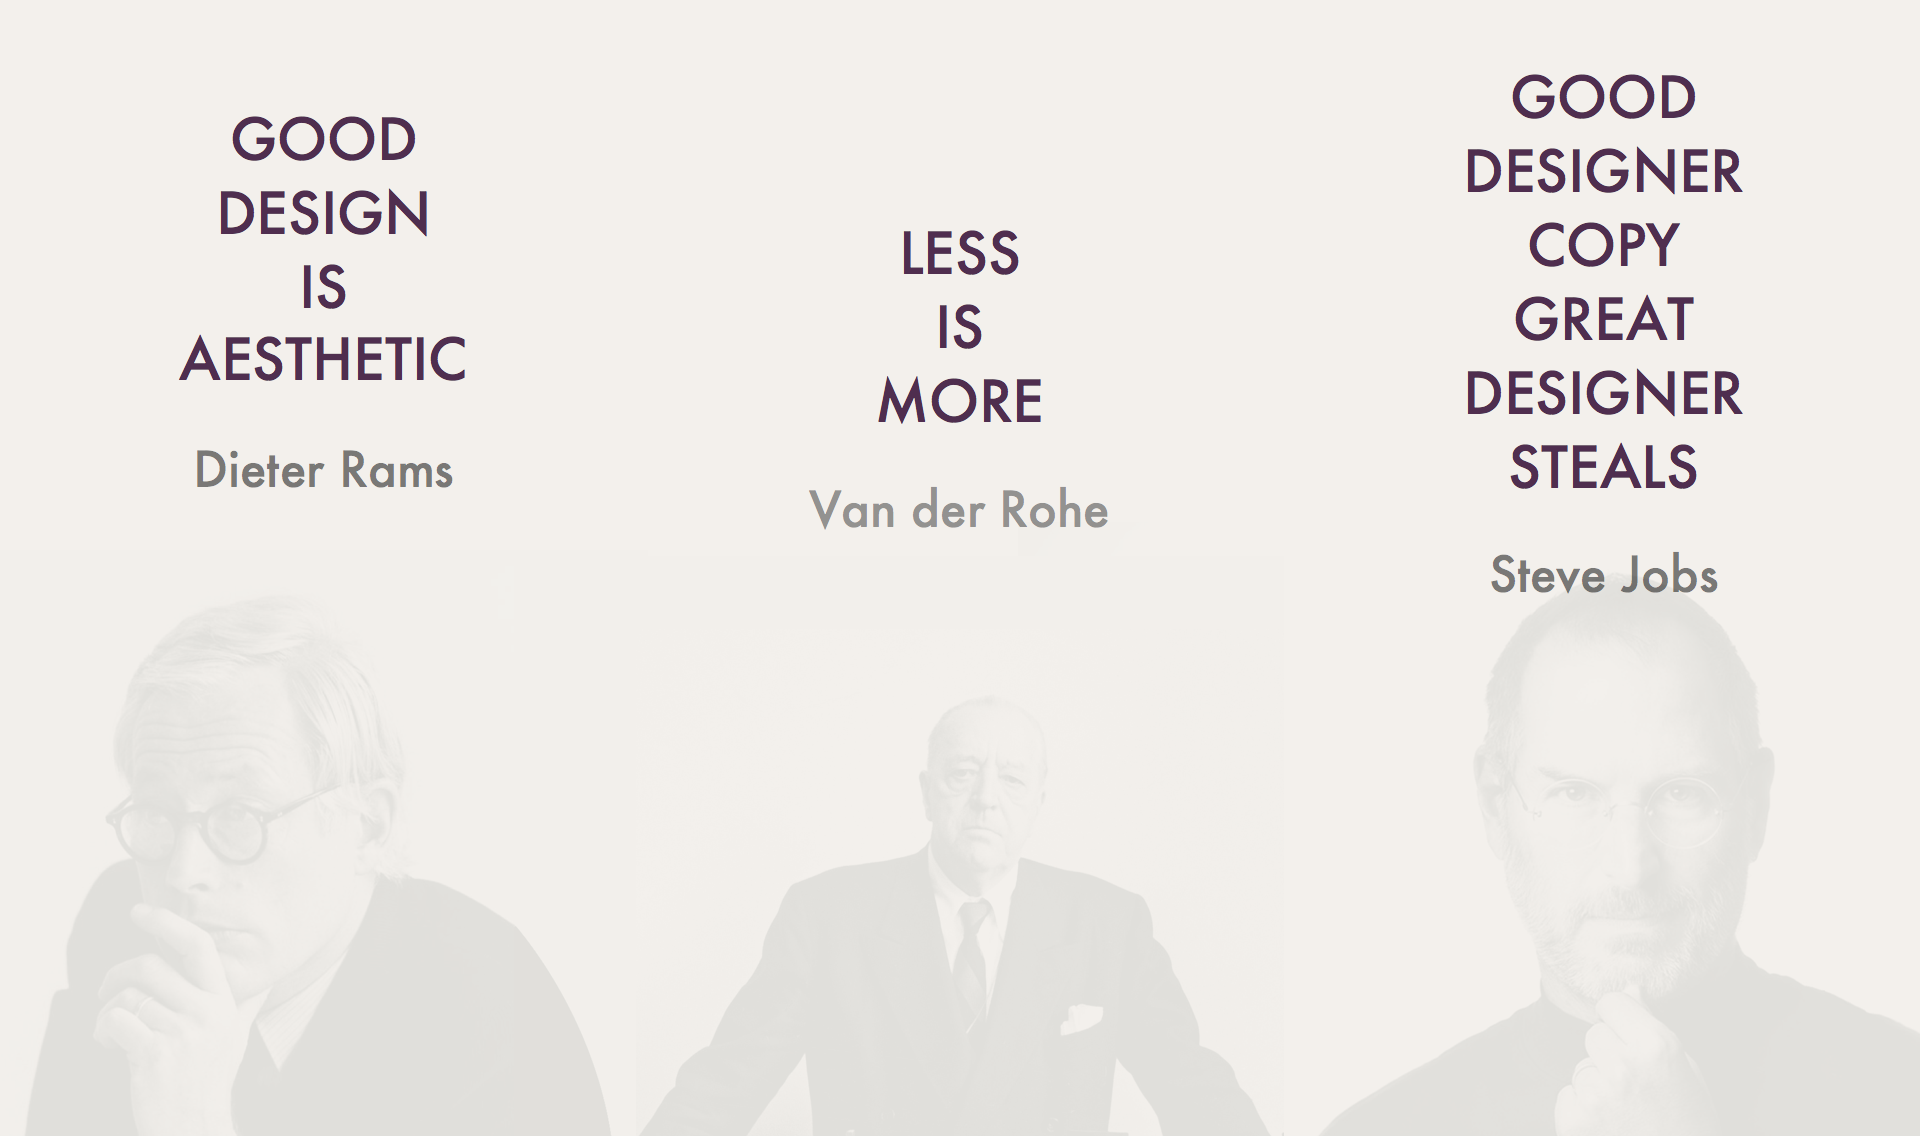 GOOD
DESIGN
IS
AESTHETIC
Dieter Rams
LESS
IS
MORE
Van der Rohe
GOOD
DESIGNER
COPY
GREAT
DESIGNER
STEALS
Steve Jobs